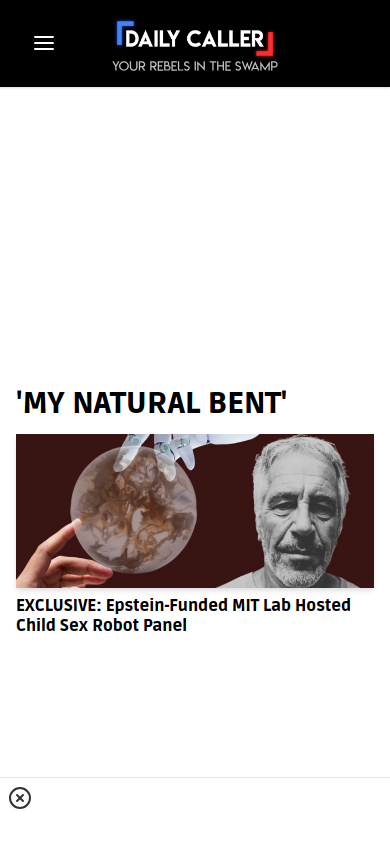 DAILY CALLER
YOUR REBELS IN THE SWAMP
'MY NATURAL BENT'
EXCLUSIVE: Epstein-Funded MIT Lab Hosted
Child Sex Robot Panel